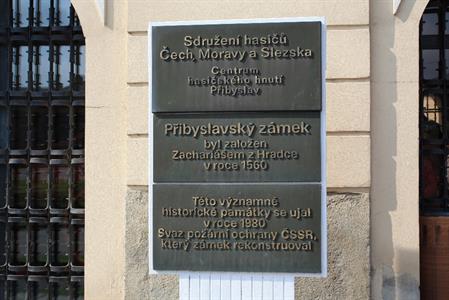 Sdružení hasičů
Čech, Moravy a Slezska
Centrum
hasičského hnutí
Přibyslav
Přibyslavský zámek
byl založen
Zachariášem z Hradce
v roce 1560
Této významné
historické památky se ujal
v roce 1980
Svaz požární ochrany ČSSR,
který zámek rekonstruoval